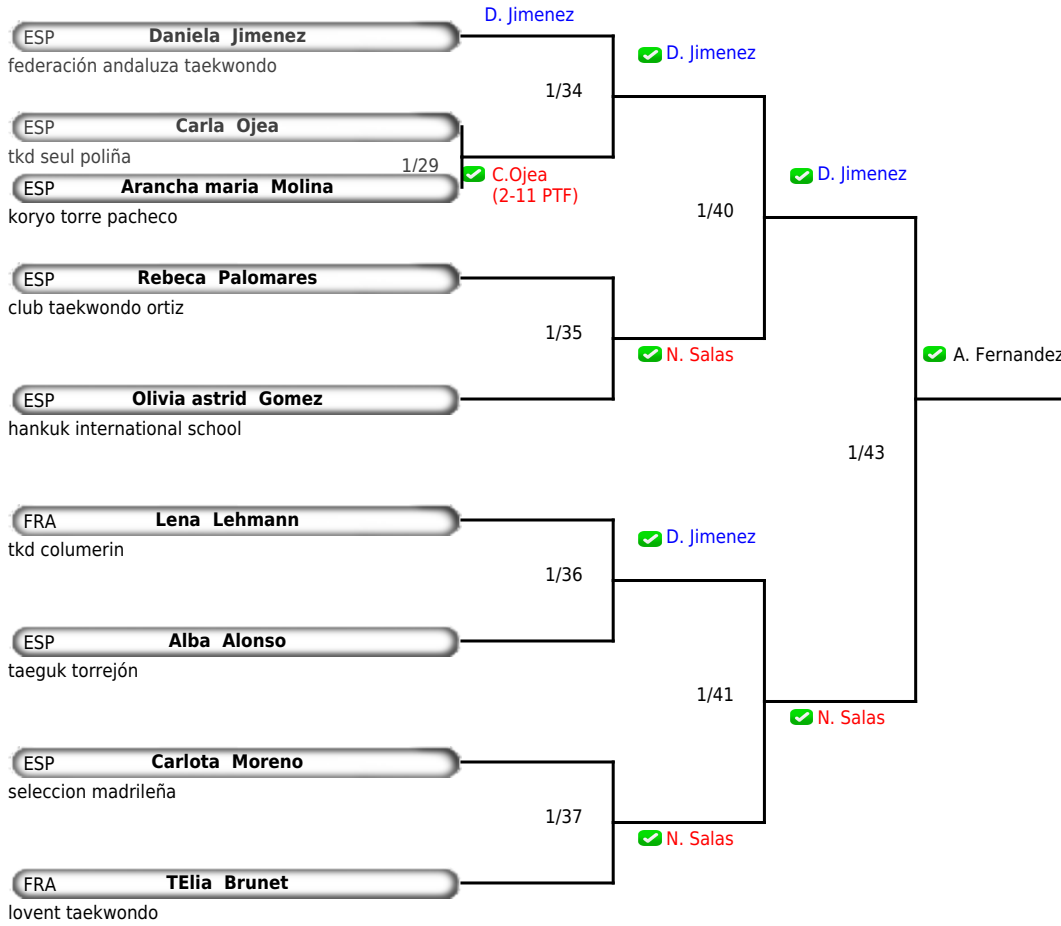 D. Jimenez
ESP Daniela Jimenez
federación andaluza taekwondo
D. Jimenez
1/34
ESP Carla Ojea
tkd seul poliña
1/29
C.Ojea
(2-11 PTF)
ESP Arancha maria Molina
koryo torre pacheco
D. Jimenez
1/40
ESP Rebeca Palomares
club taekwondo ortiz
1/35
N. Salas
A. Fernandez
ESP Olivia astrid Gomez
hankuk international school
1/43
FRA Lena Lehmann
tkd columerin
D. Jimenez
1/36
ESP Alba Alonso
taeguk torrejón
1/41
N. Salas
ESP Carlota Moreno
seleccion madrileña
1/37
N. Salas
FRA TElia Brunet
lovent taekwondo